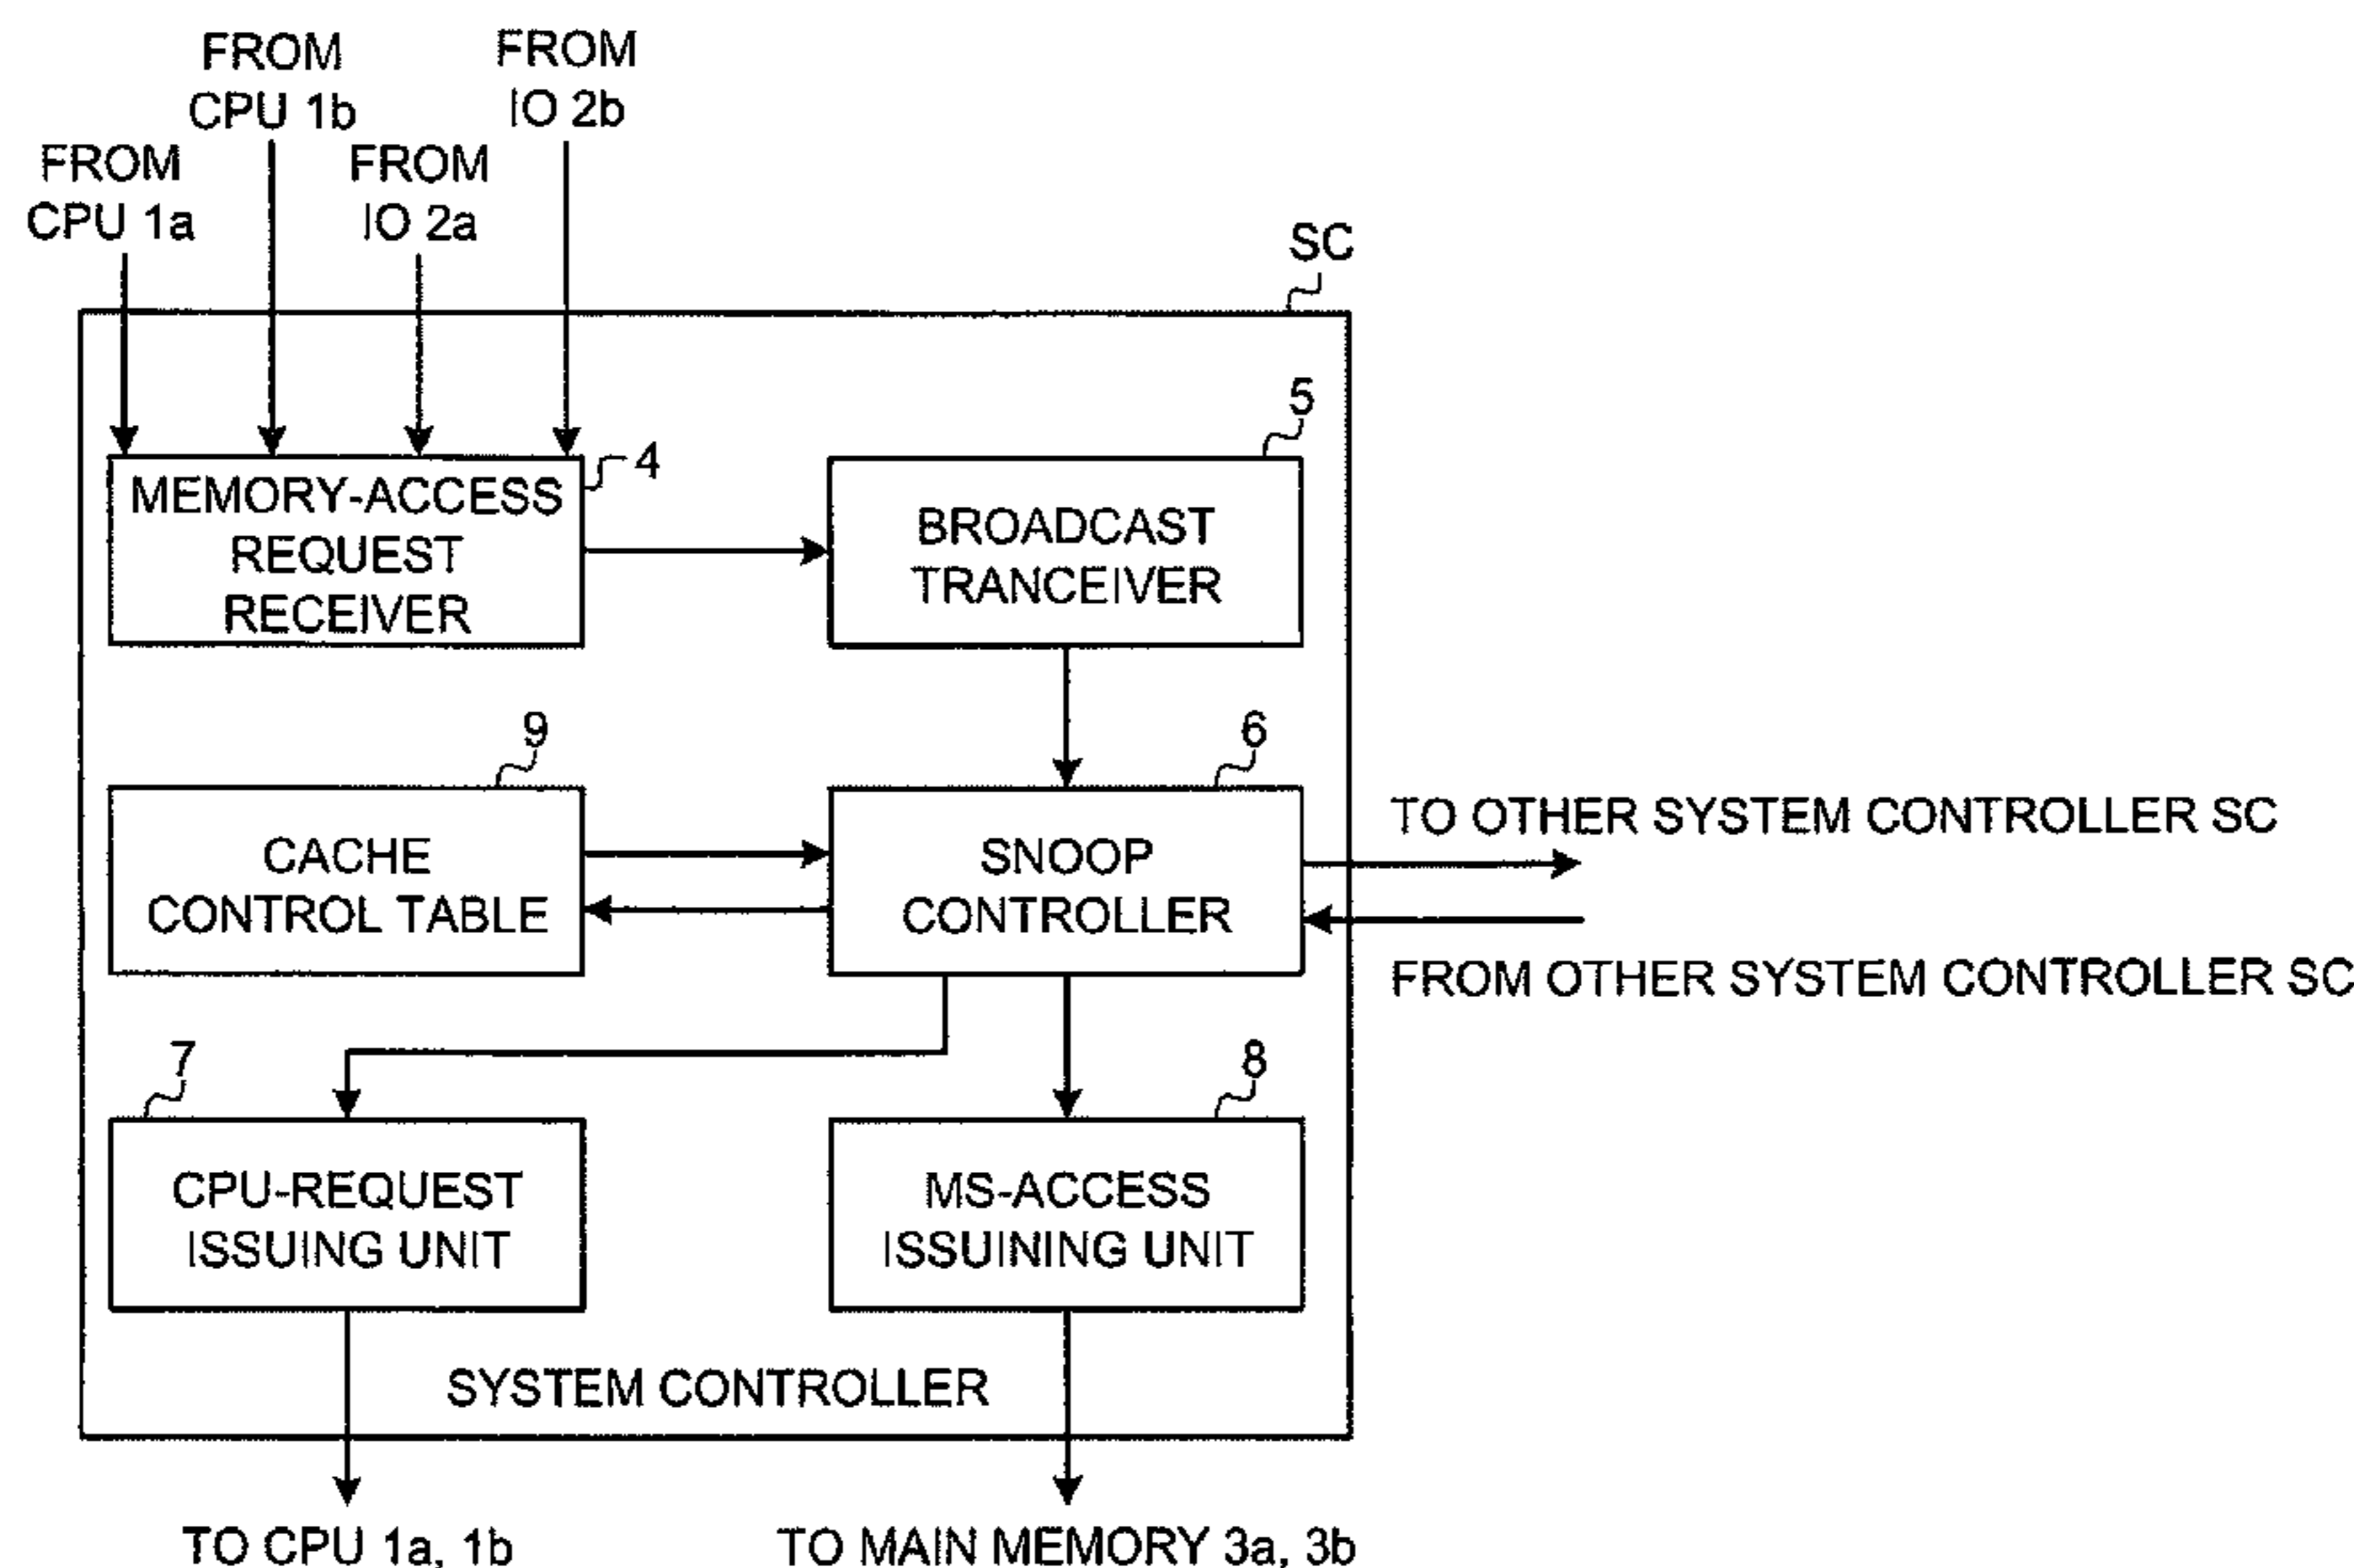 FROM
CPU 1b
FROM
IO 2b
FROM
CPU 1a
FROM
IO 2a
SC
4
MEMORY-ACCESS
REQUEST
RECEIVER
5
BROADCAST
TRANCEIVER
9
CACHE
CONTROL TABLE
6
SNOOP
CONTROLLER
TO OTHER SYSTEM CONTROLLER SC
FROM OTHER SYSTEM CONTROLLER SC
7
CPU-REQUEST
ISSUING UNIT
8
MS-ACCESS
ISSUINING UNIT
SYSTEM CONTROLLER
TO CPU 1a, 1b
TO MAIN MEMORY 3a, 3b